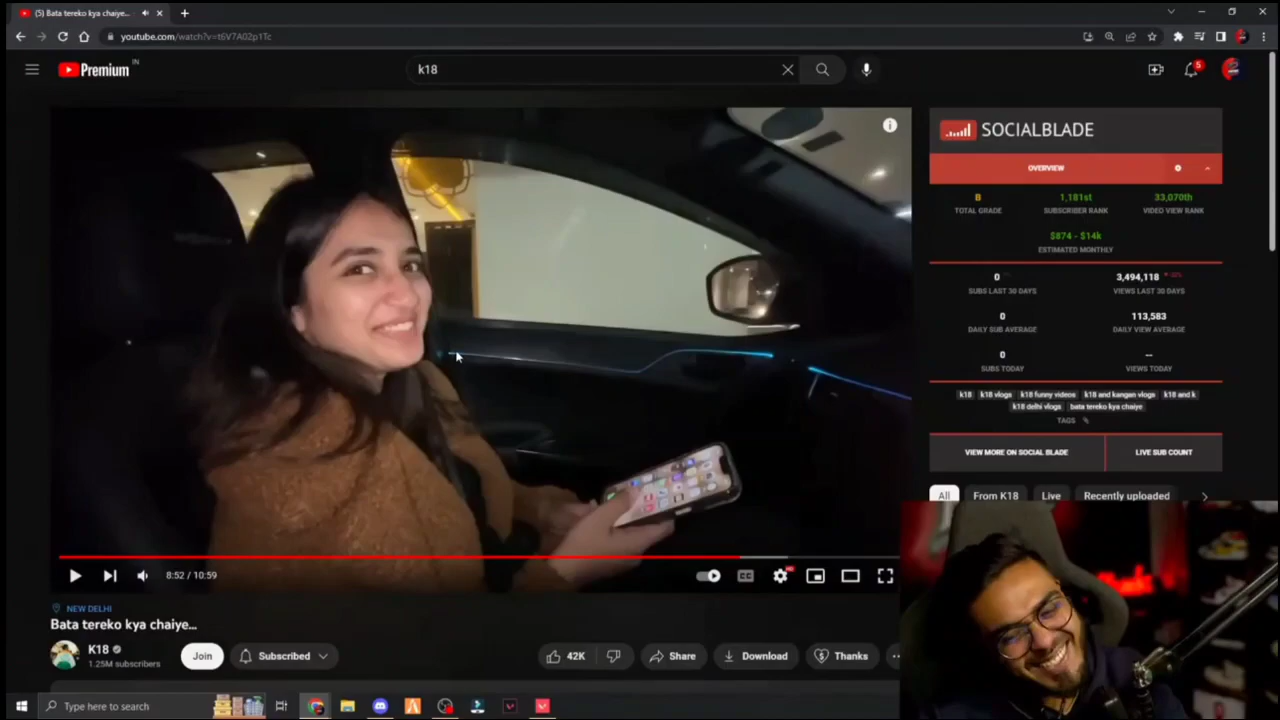 (5) Bata tereko kya chaiye...
youtube.com/watch?v=t6V7A02p1Tc
Premium IN
k18
5
SOCIALBLADE
OVERVIEW
B 1,181st 33,070th
TOTAL GRADE SUBSCRIBER RANK VIDEO VIEW RANK
$874 - $14k
ESTIMATED MONTHLY
0 3,494,118
SUBS LAST 30 DAYS VIEWS LAST 30 DAYS
0 113,583
DAILY SUB AVERAGE DAILY VIEW AVERAGE
0 --
SUBS TODAY VIEWS TODAY
k18 k18 vlogs k18 funny videos k18 and kangan vlogs k18 and k
k18 delhi vlogs bata tereko kya chaiye
TAGS
VIEW MORE ON SOCIAL BLADE LIVE SUB COUNT
All From K18 Live Recently uploaded
8:52 / 10:59
CC HD
NEW DELHI
Bata tereko kya chaiye...
K18
1.25M subscribers
Join Subscribed 42K Share Download Thanks
Type here to search